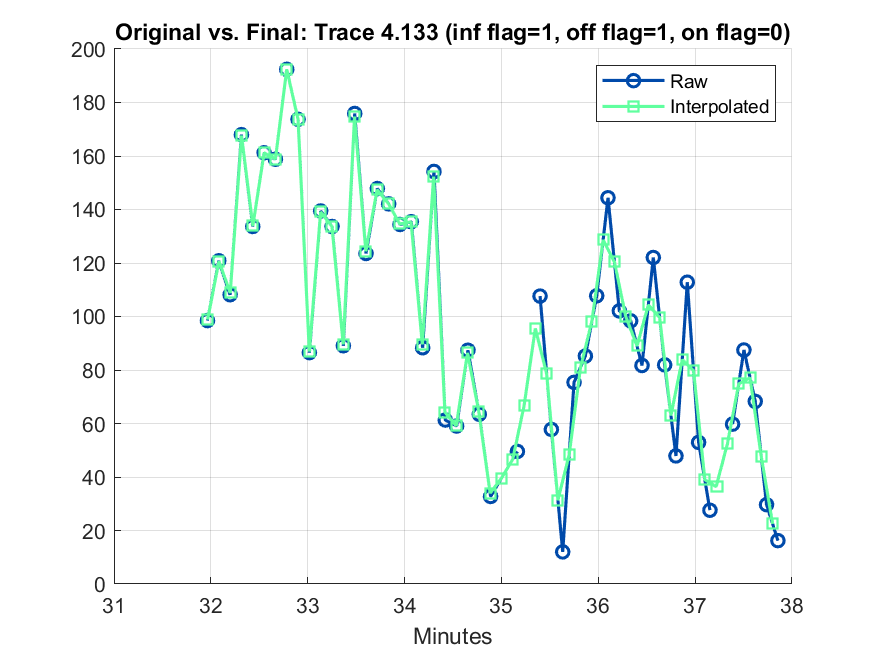 Original vs. Final: Trace 4.133 (inf flag=1, off flag=1, on flag=0)
200
180
160
140
120
100
80
60
40
20
0
Raw
Interpolated
31 32 33 34 35 36 37 38
Minutes